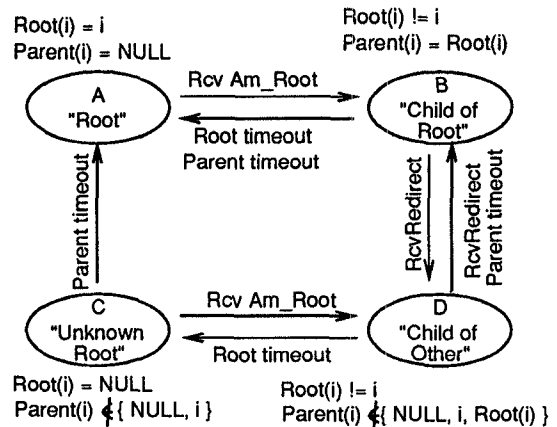 Root(i) = i
Parent(i) = NULL
Root(i) != i
Parent(i) = Root(i)
A
"Root"
Rcv Am_Root
Root timeout
Parent timeout
B
"Child of
Root"
Parent timeout
RcvRedirect
RcvRedirect
Parent timeout
C
"Unknown
Root"
Rcv Am_Root
Root timeout
D
"Child of
Other"
Root(i) = NULL
Parent(i) ∉ { NULL, i }
Root(i) != i
Parent(i) ∉ { NULL, i, Root(i) }